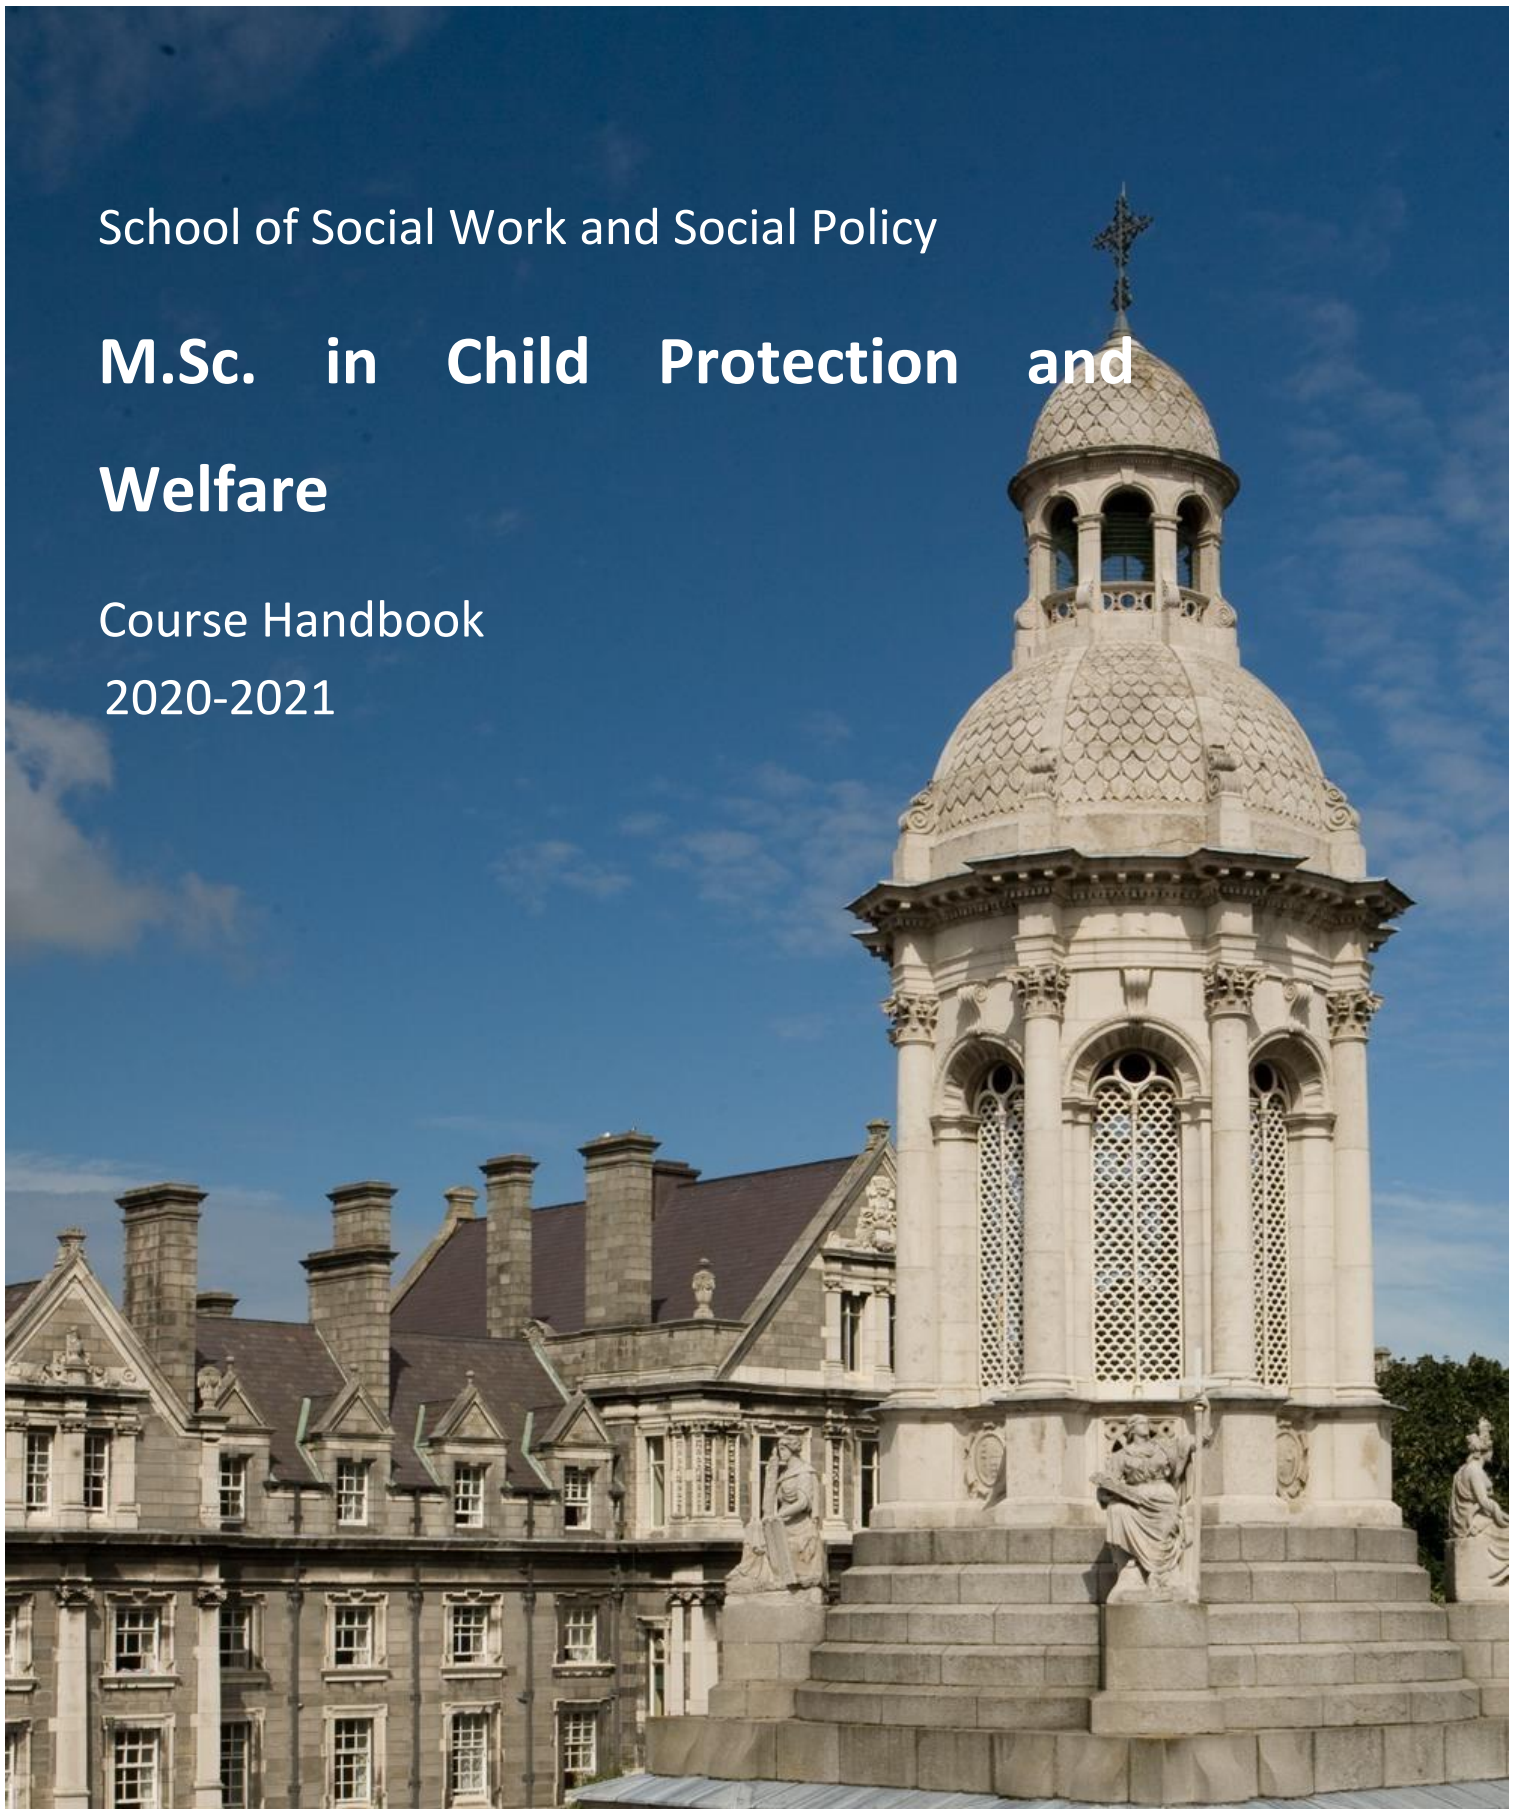 School of Social Work and Social Policy
M.Sc. in Child Protection and
Welfare
Course Handbook
2020-2021